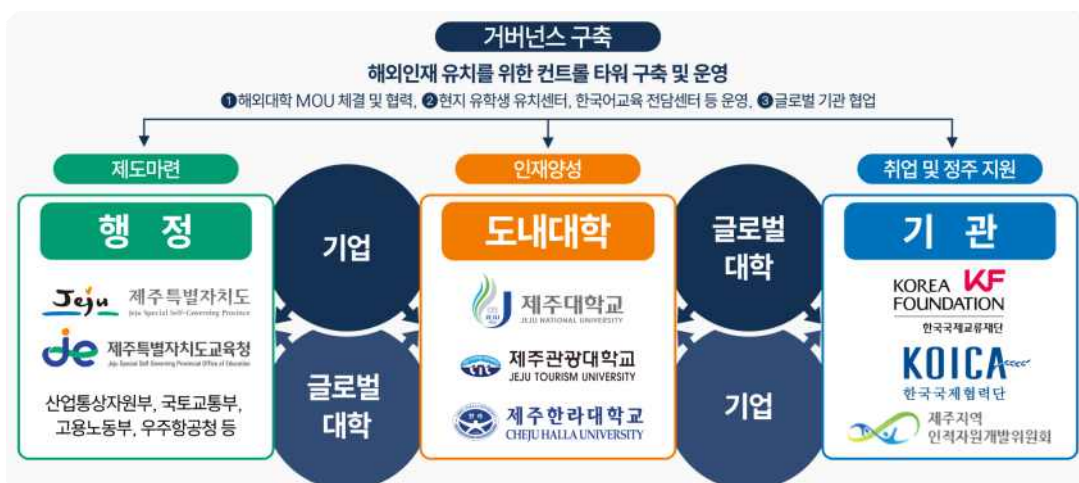 거버넌스 구축
해외인재 유치를 위한 컨트롤 타워 구축 및 운영
❶해외대학 MOU 체결 및 협력, ❷현지 유학생 유치센터, 한국어교육 전담센터 등 운영, ❸글로벌 기관 협업
제도마련
행 정
Jeju 제주특별자치도
Jeju Special Self-Governing Province
je 제주특별자치도교육청
Jeju Special Self-Governing Provincial Office of Education
산업통상자원부, 국토교통부,
고용노동부, 우주항공청 등
기업
글로벌
대학
인재양성
도내대학
제주대학교
JEJU NATIONAL UNIVERSITY
제주관광대학교
JEJU TOURISM UNIVERSITY
제주한라대학교
CHEJU HALLA UNIVERSITY
글로벌
대학
기업
취업 및 정주 지원
기 관
KOREA KF
FOUNDATION
한국국제교류재단
KOICA
한국국제협력단
제주지역
인적자원개발위원회